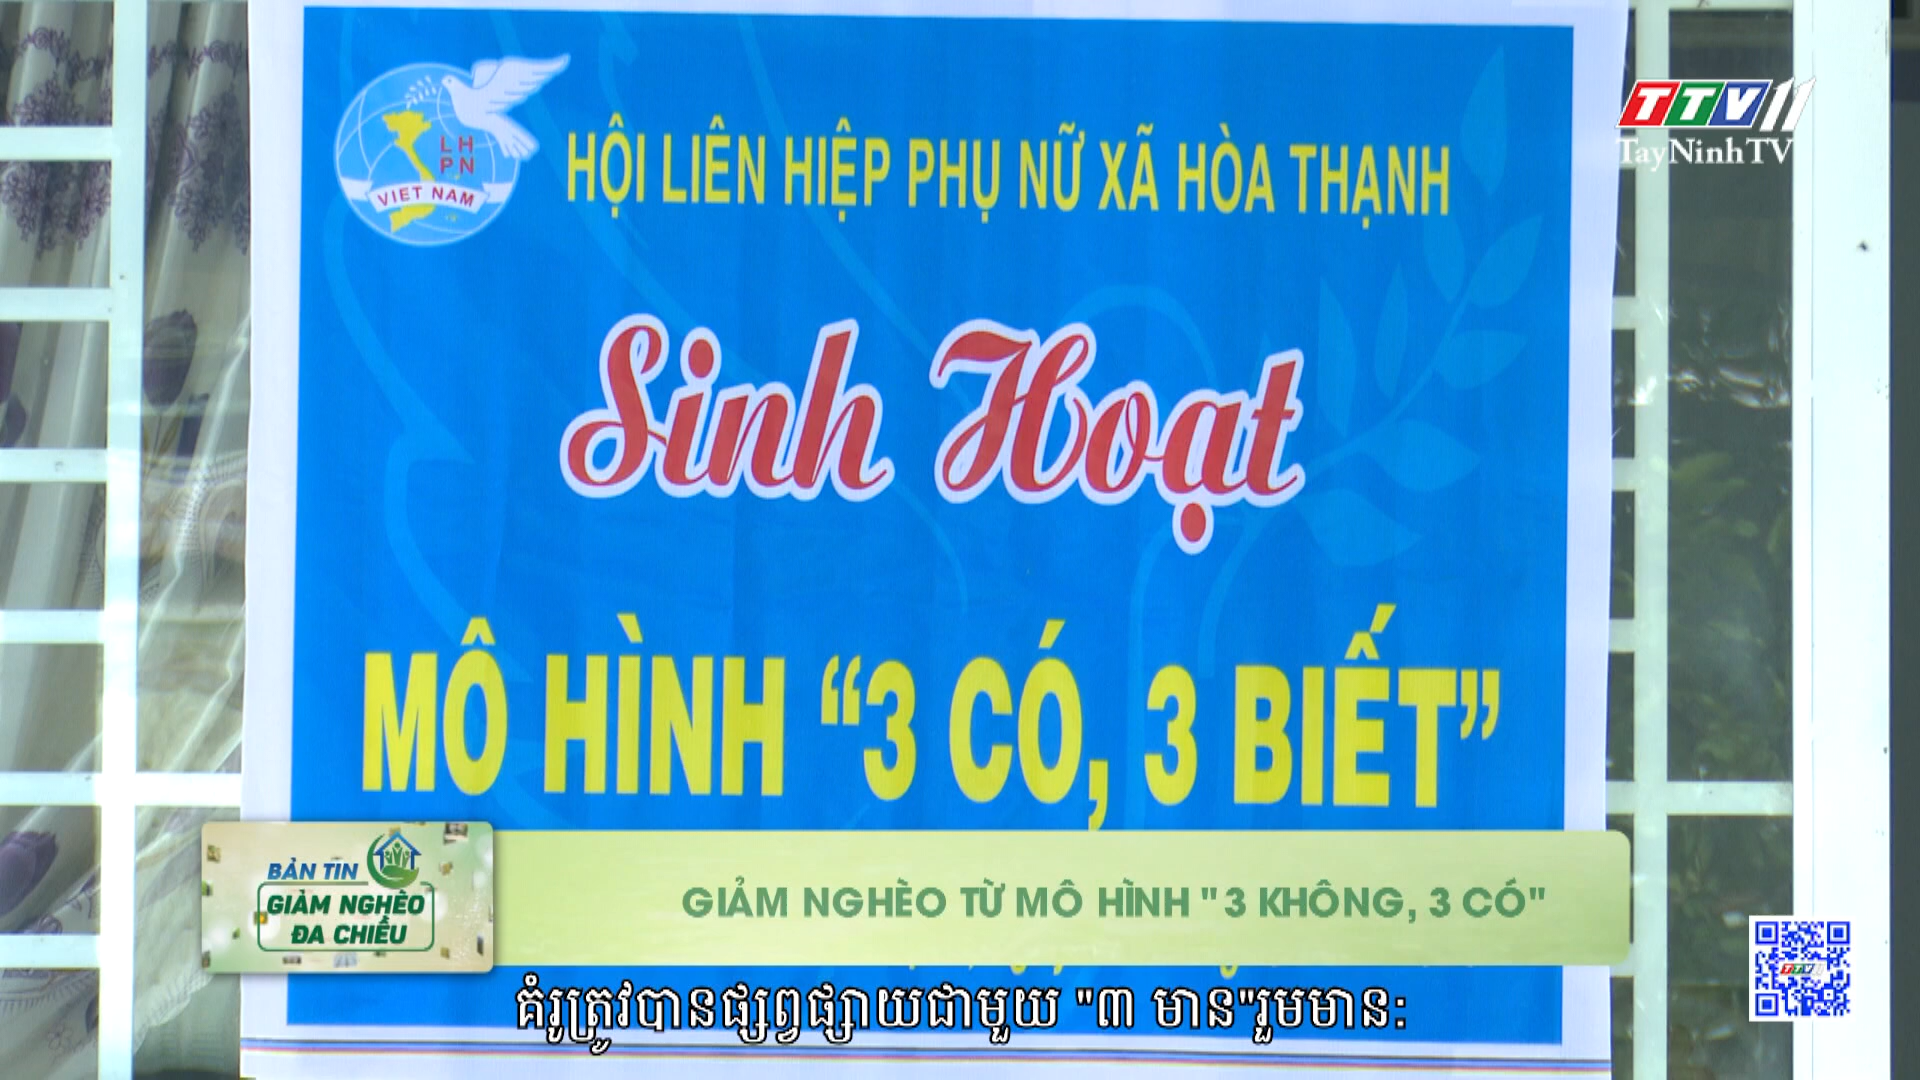 LH
PN
VIET NAM
HỘI LIÊN HIỆP PHỤ NỮ XÃ HÒA THẠNH
TTV11
TayNinhTV
Sinh Hoạt
MÔ HÌNH “3 CÓ, 3 BIẾT”
BẢN TIN
GIẢM NGHÈO
ĐA CHIỀU
GIẢM NGHÈO TỪ MÔ HÌNH "3 KHÔNG, 3 CÓ"
គំរូត្រូវបានផ្សព្វផ្សាយជាមួយ "៣ មាន"រួមមាន:
TTV11